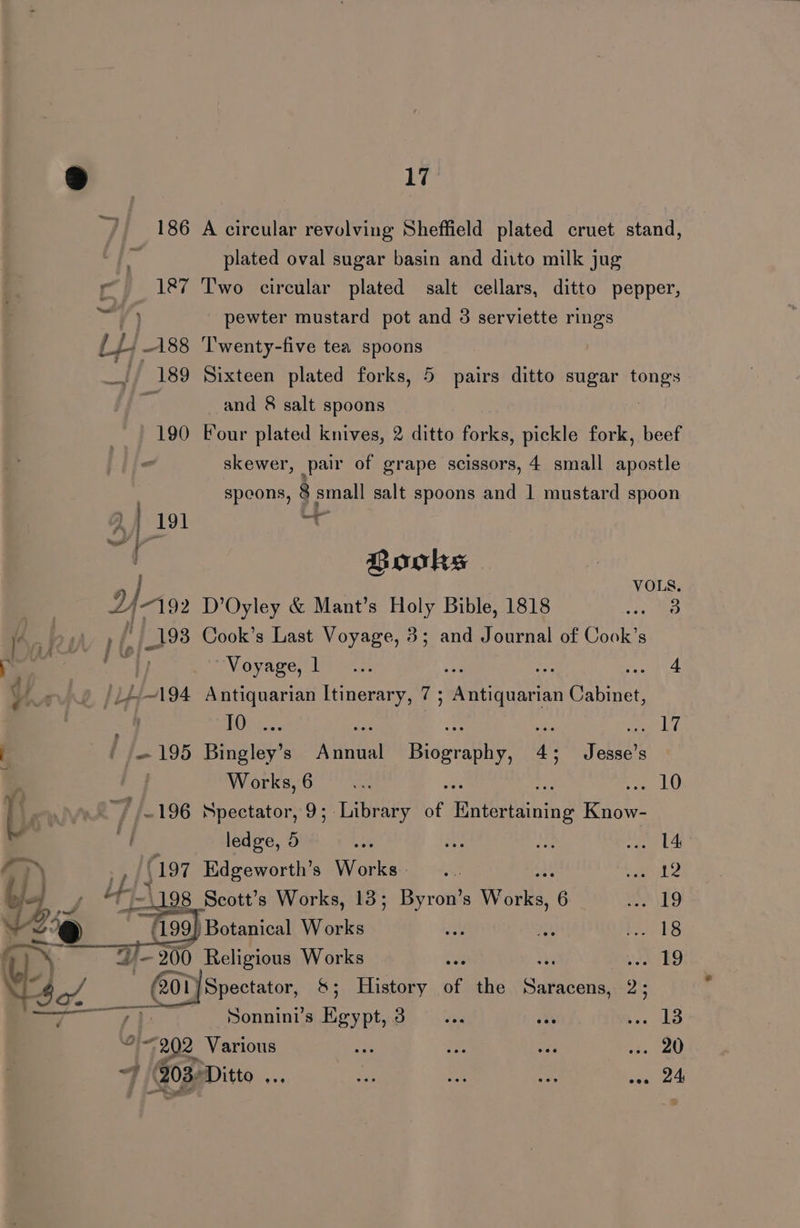 17
186 A circular revolving Sheffield plated cruet stand,
plated oval sugar basin and ditto milk jug
187 Two circular plated salt cellars, ditto pepper,
pewter mustard pot and 3 serviette rings
188 Twenty-five tea spoons
189 Sixteen plated forks, 5 pairs ditto sugar tongs
and 8 salt spoons
190 Four plated knives, 2 ditto forks, pickle fork, beef
skewer, pair of grape scissors, 4 small apostle
spoons, 8 small salt spoons and 1 mustard spoon
191
Books
VOLS.
192 D'Oyley & Mant's Holy Bible, 1818 ... 3
193 Cook's Last Voyage, 3; and Journal of Cook's
Voyage, 1 ... ... ... ... 4
194 Antiquarian Itinerary, 7; Antiquarian Cabinet,
10 ... ... ... ... ... 17
195 Bingley's Annual Biography, 4; Jesse's
Works, 6 ... ... ... ... 10
196 Spectator, 9; Library of Entertaining Know-
ledge, 5 ... ... ... ... 14
197 Edgeworth's Works ... ... ... 12
198 Scott's Works, 13; Byron's Works, 6 ... 19
199 Botanical Works ... ... ... 18
200 Religious Works ... ... ... 19
201 Spectator, 8; History of the Saracens, 2;
Sonnini's Egypt, 3 ... ... ... 13
202 Various ... ... ... ... 20
203 Ditto ... ... ... ... ... 24